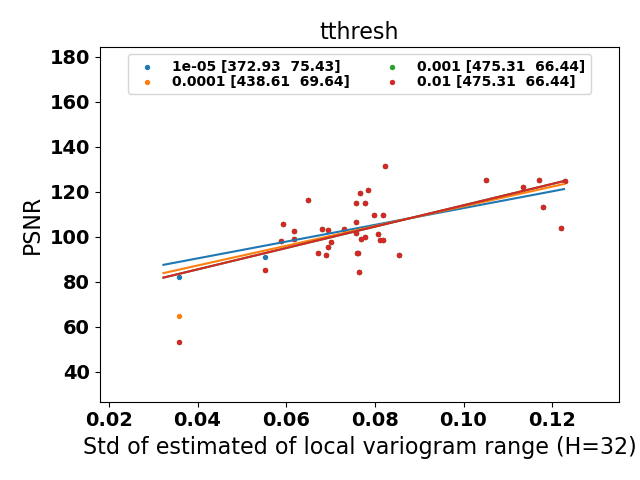 tthresh
1e-05 [372.93  75.43]
0.0001 [438.61  69.64]
0.001 [475.31  66.44]
0.01 [475.31  66.44]
180
160
140
120
100
80
60
40
PSNR
0.02 0.04 0.06 0.08 0.10 0.12
Std of estimated of local variogram range (H=32)